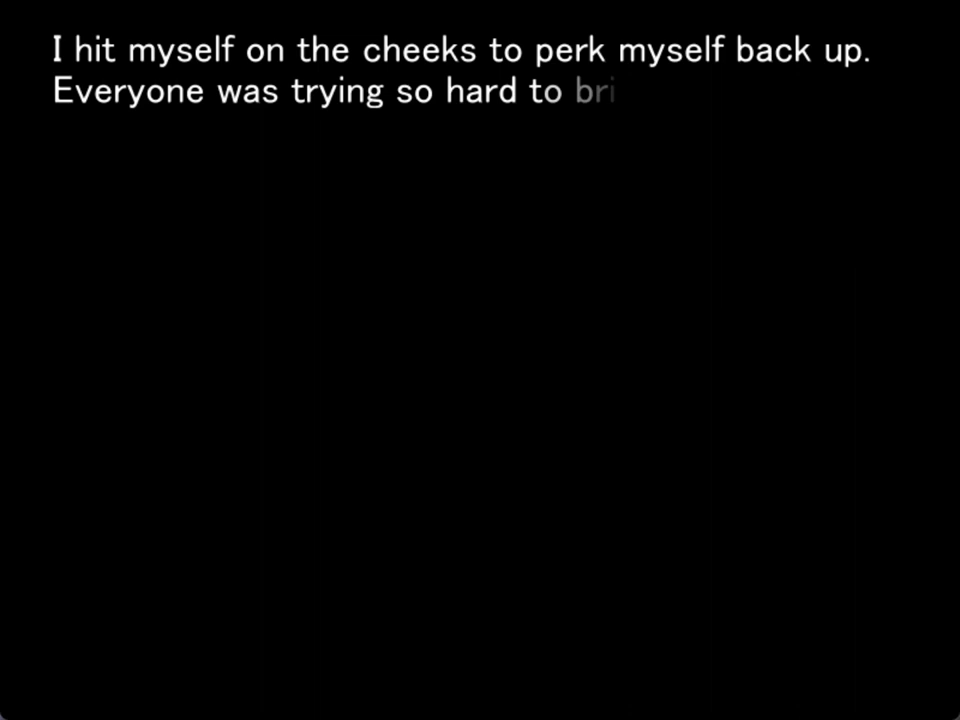 I hit myself on the cheeks to perk myself back up.
Everyone was trying so hard to bri